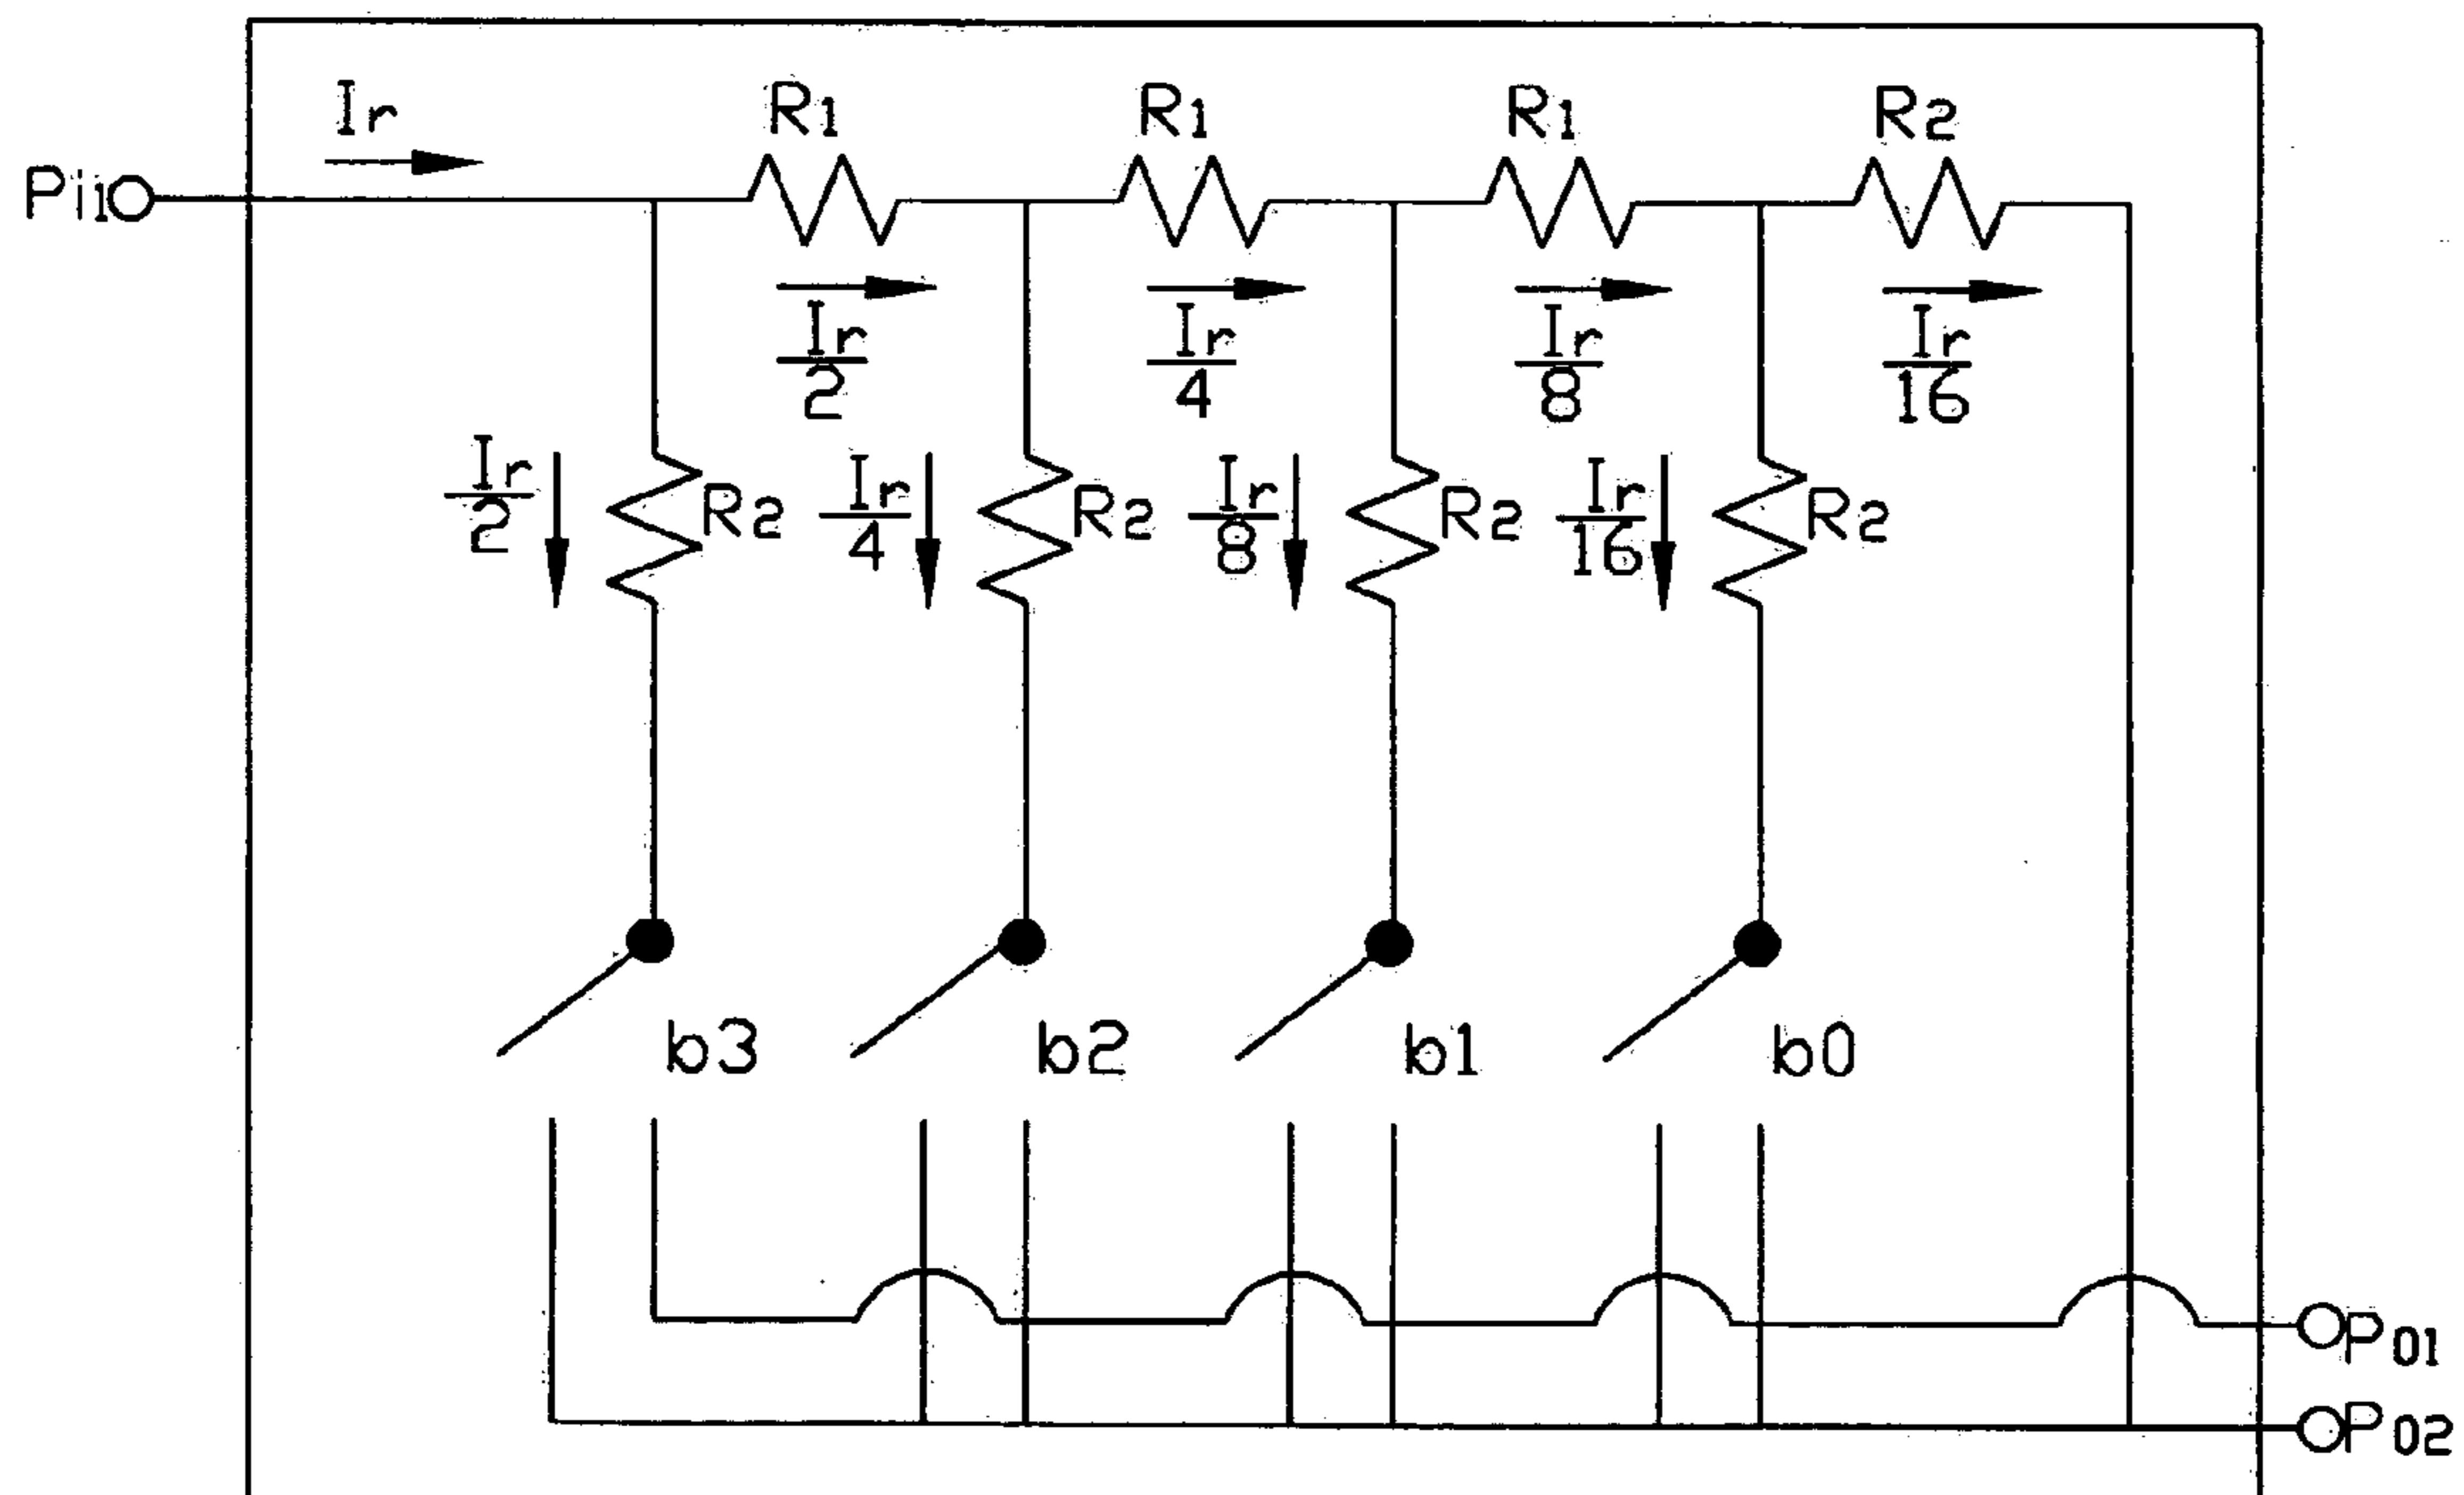 Ir
R1
R1
R1
R2
Pi1
Ir/2
Ir/4
Ir/8
Ir/16
Ir/2
R2
Ir/4
R2
Ir/8
R2
Ir/16
R2
b3
b2
b1
b0
P01
P02